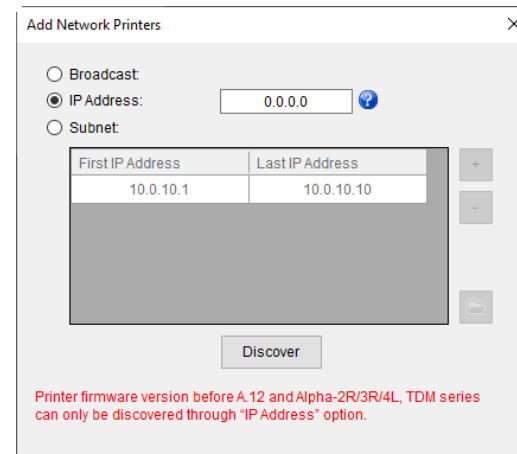 Add Network Printers
Broadcast:
IP Address: 0.0.0.0 ?
Subnet:
First IP Address Last IP Address +
10.0.10.1 10.0.10.10
-
Discover
Printer firmware version before A.12 and Alpha-2R/3R/4L, TDM series
can only be discovered through “IP Address” option.